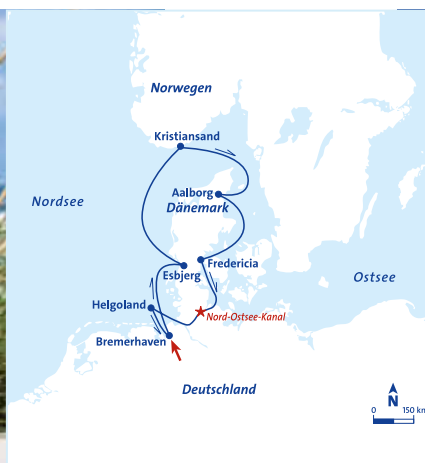 Norwegen
Kristiansand
Nordsee
Aalborg
Dänemark
Fredericia
Esbjerg
Ostsee
Helgoland
Nord-Ostsee-Kanal
Bremerhaven
Deutschland
N
0 150 km